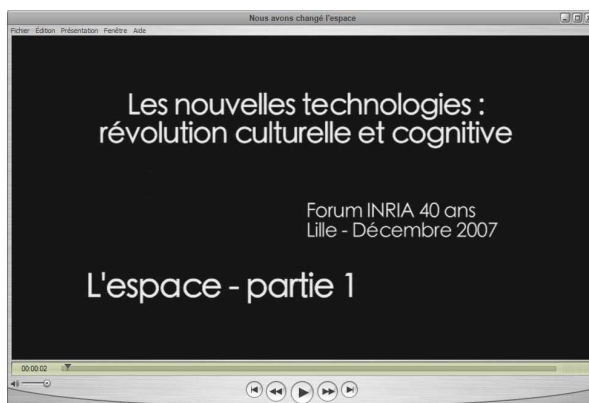 Nous avons changé l'espace
Fichier Édition Présentation Fenêtre Aide
Les nouvelles technologies :
révolution culturelle et cognitive
Forum INRIA 40 ans
Lille - Décembre 2007
L'espace - partie 1
00:00:02